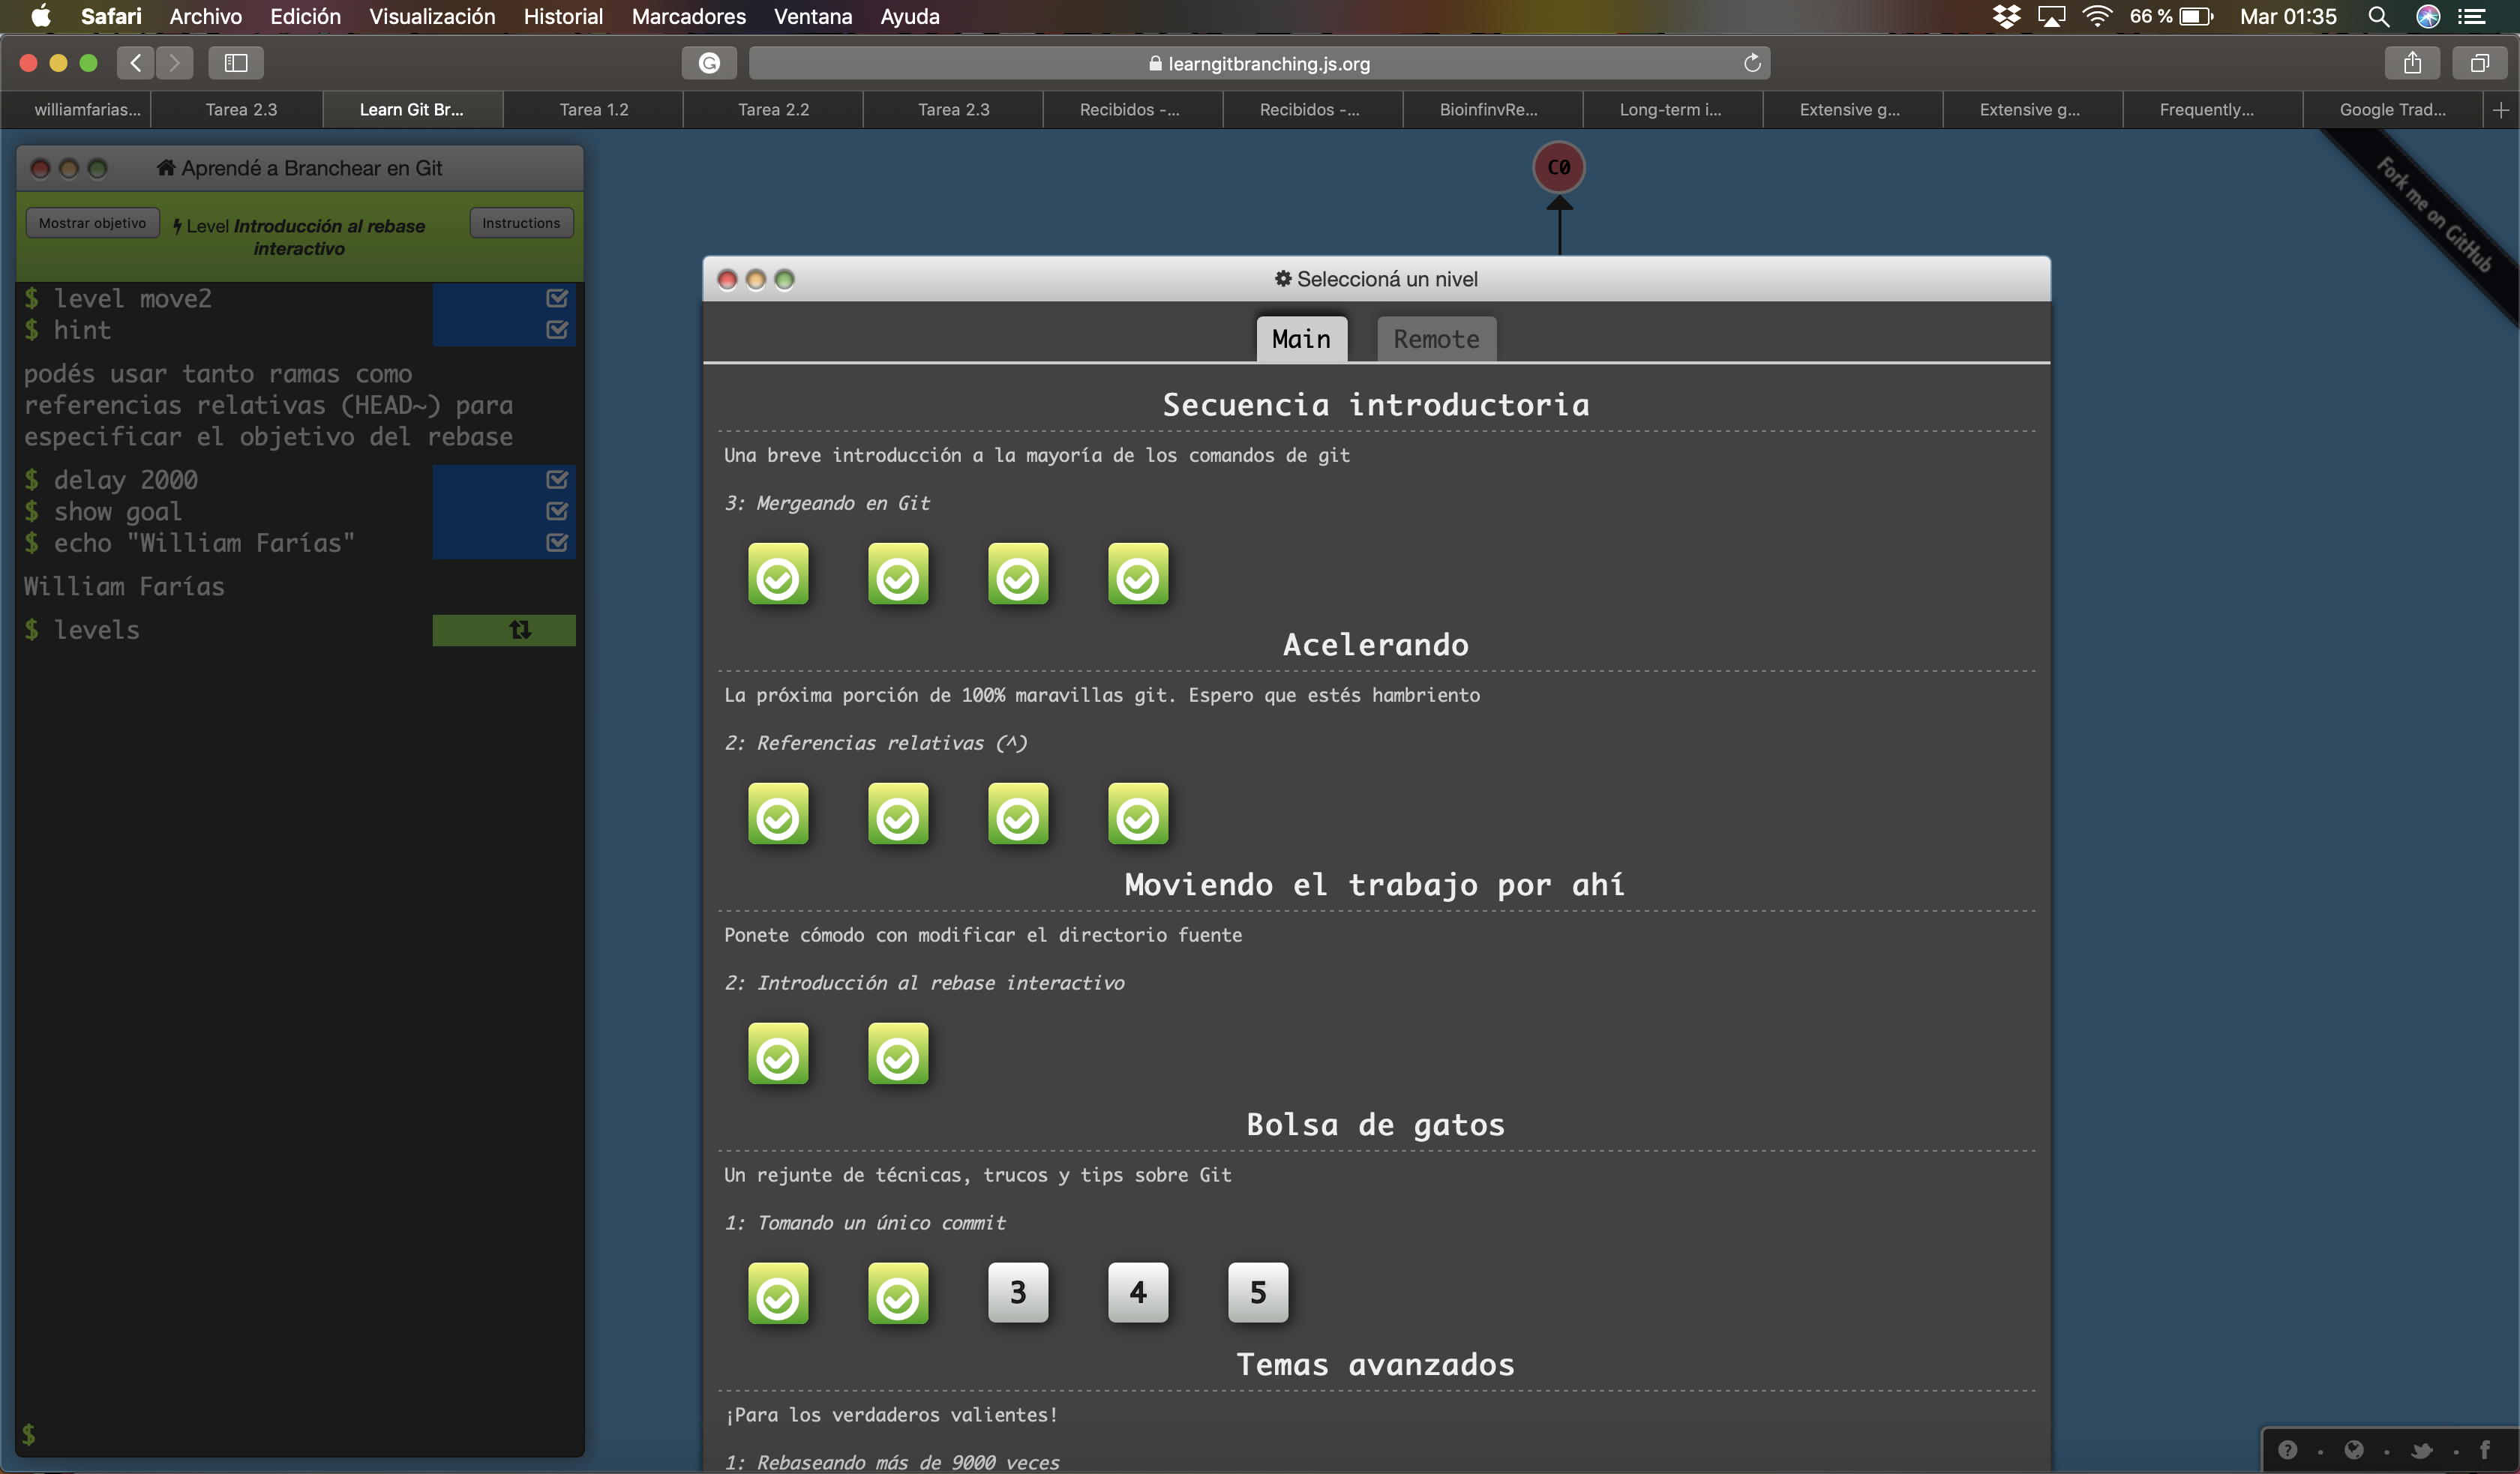 Safari Archivo Edición Visualización Historial Marcadores Ventana Ayuda 66 % Mar 01:35
learngitbranching.js.org
williamfarias... Tarea 2.3 Learn Git Br... Tarea 1.2 Tarea 2.2 Tarea 2.3 Recibidos -... Recibidos -... BioinfinvRe... Long-term i... Extensive g... Extensive g... Frequently... Google Trad... +
Aprendé a Branchear en Git
Mostrar objetivo
Level Introducción al rebase
interactivo
Instructions
$ level move2
$ hint
podés usar tanto ramas como
referencias relativas (HEAD~) para
especificar el objetivo del rebase
$ delay 2000
$ show goal
$ echo "William Farías"
William Farías
$ levels
$
C0
Fork me on GitHub
Seleccioná un nivel
Main Remote
Secuencia introductoria
Una breve introducción a la mayoría de los comandos de git
3: Mergeando en Git
Acelerando
La próxima porción de 100% maravillas git. Espero que estés hambriento
2: Referencias relativas (^)
Moviendo el trabajo por ahí
Ponete cómodo con modificar el directorio fuente
2: Introducción al rebase interactivo
Bolsa de gatos
Un rejunte de técnicas, trucos y tips sobre Git
1: Tomando un único commit
3 4 5
Temas avanzados
¡Para los verdaderos valientes!
1: Rebaseando más de 9000 veces